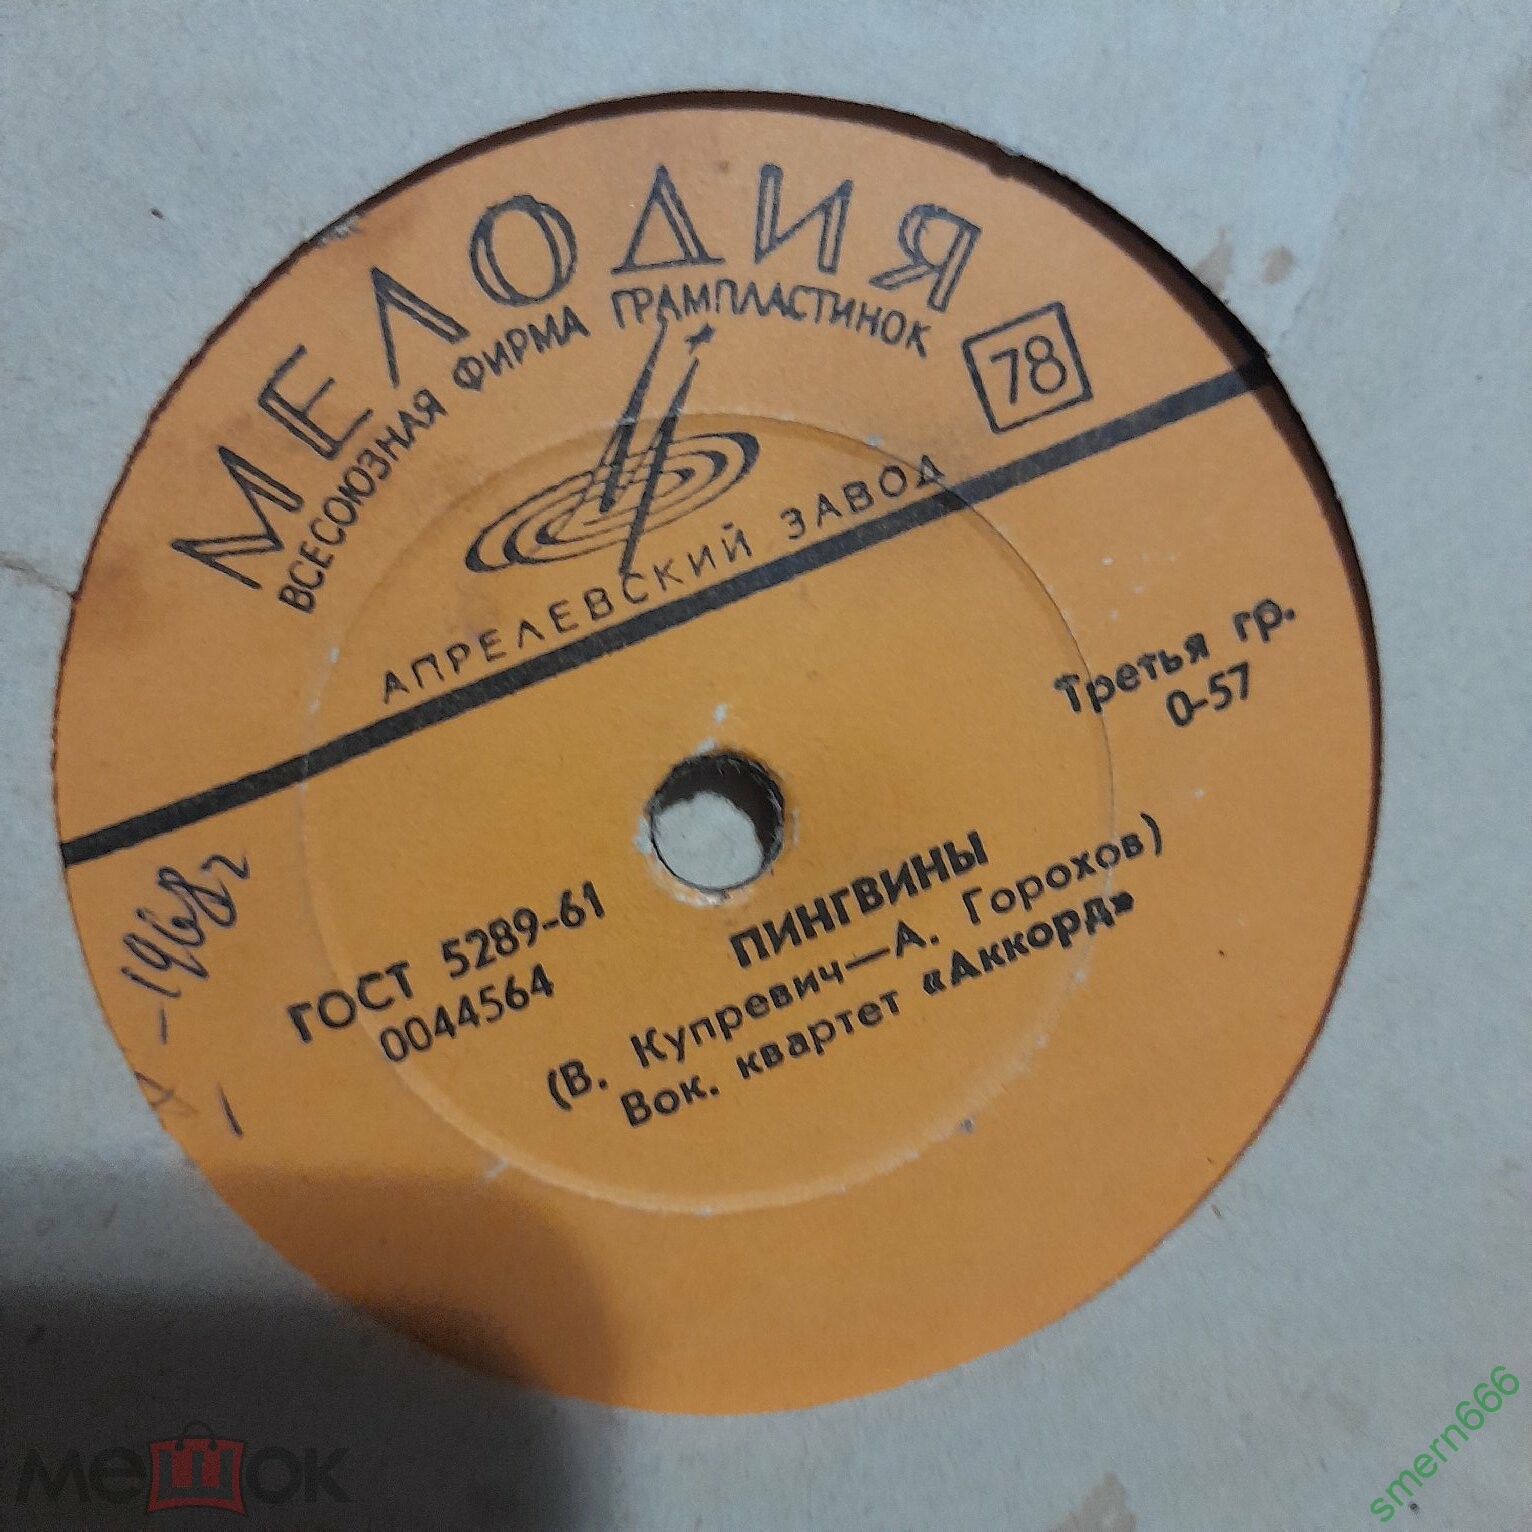 МЕЛОДИЯ
ВСЕСОЮЗНАЯ ФИРМА ГРАМПЛАСТИНОК
78
АПРЕЛЕВСКИЙ ЗАВОД
Третья гр.
0-57
ГОСТ 5289-61
0044564
ПИНГВИНЫ
(В. Купревич—А. Горохов)
Вок. квартет «Аккорд»
1968 г
мешок
smern666